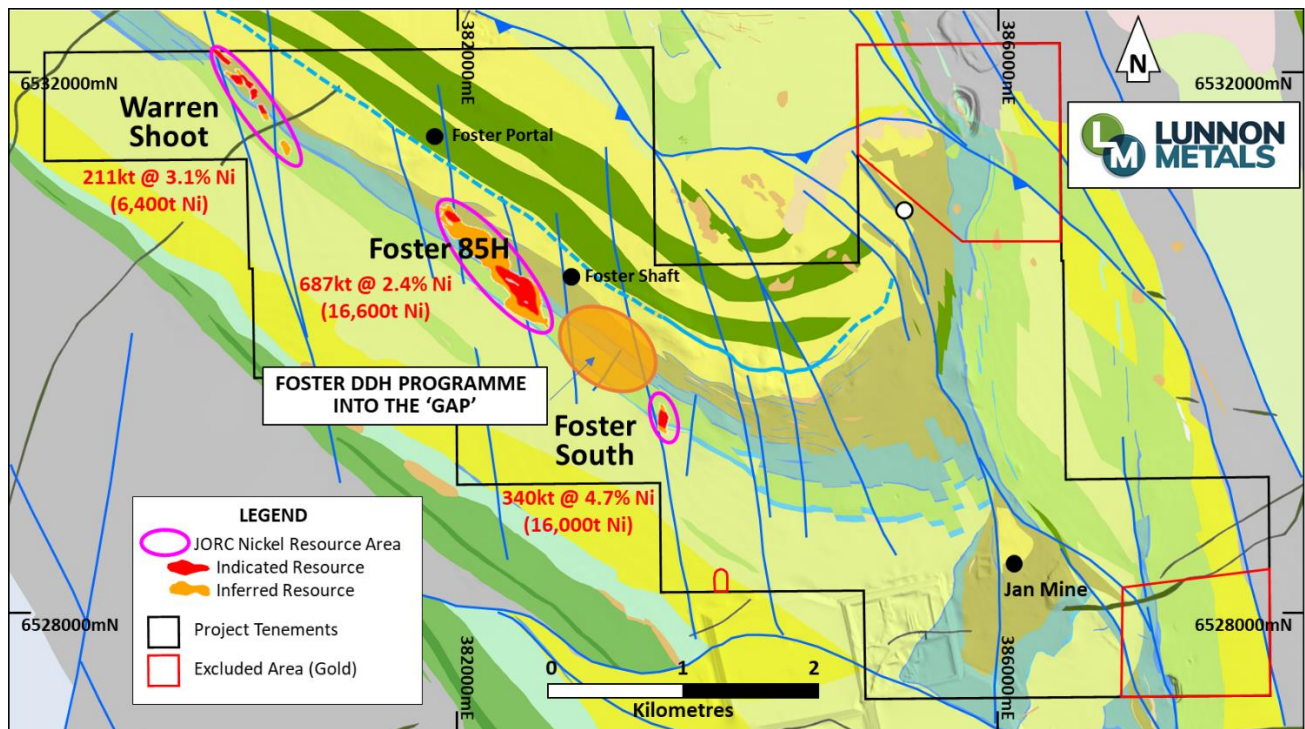 382000mE
386000mE
6532000mN
6532000mN
N
LM
LUNNON
METALS
Warren
Shoot
Foster Portal
211kt @ 3.1% Ni
(6,400t Ni)
Foster 85H
Foster Shaft
687kt @ 2.4% Ni
(16,600t Ni)
FOSTER DDH PROGRAMME
INTO THE ‘GAP’
Foster
South
340kt @ 4.7% Ni
(16,000t Ni)
LEGEND
JORC Nickel Resource Area
Indicated Resource
Inferred Resource
Project Tenements
Excluded Area (Gold)
Jan Mine
6528000mN
6528000mN
382000mE
386000mE
0 1 2
Kilometres